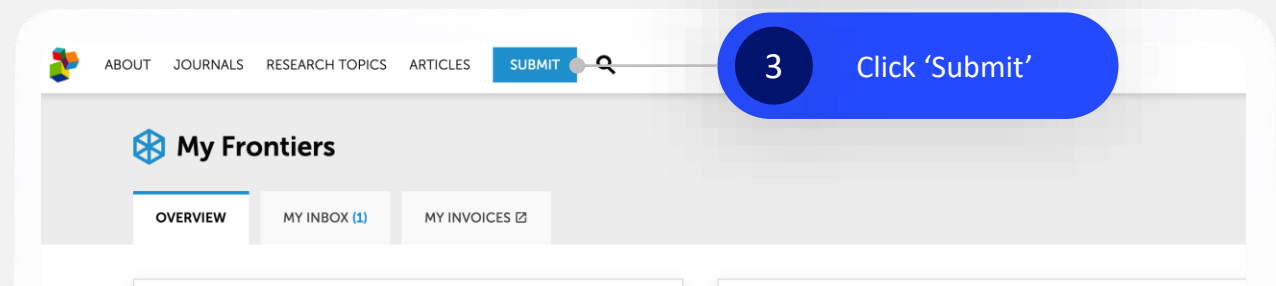 ABOUT JOURNALS RESEARCH TOPICS ARTICLES SUBMIT
3 Click ‘Submit’
My Frontiers
OVERVIEW MY INBOX (1) MY INVOICES